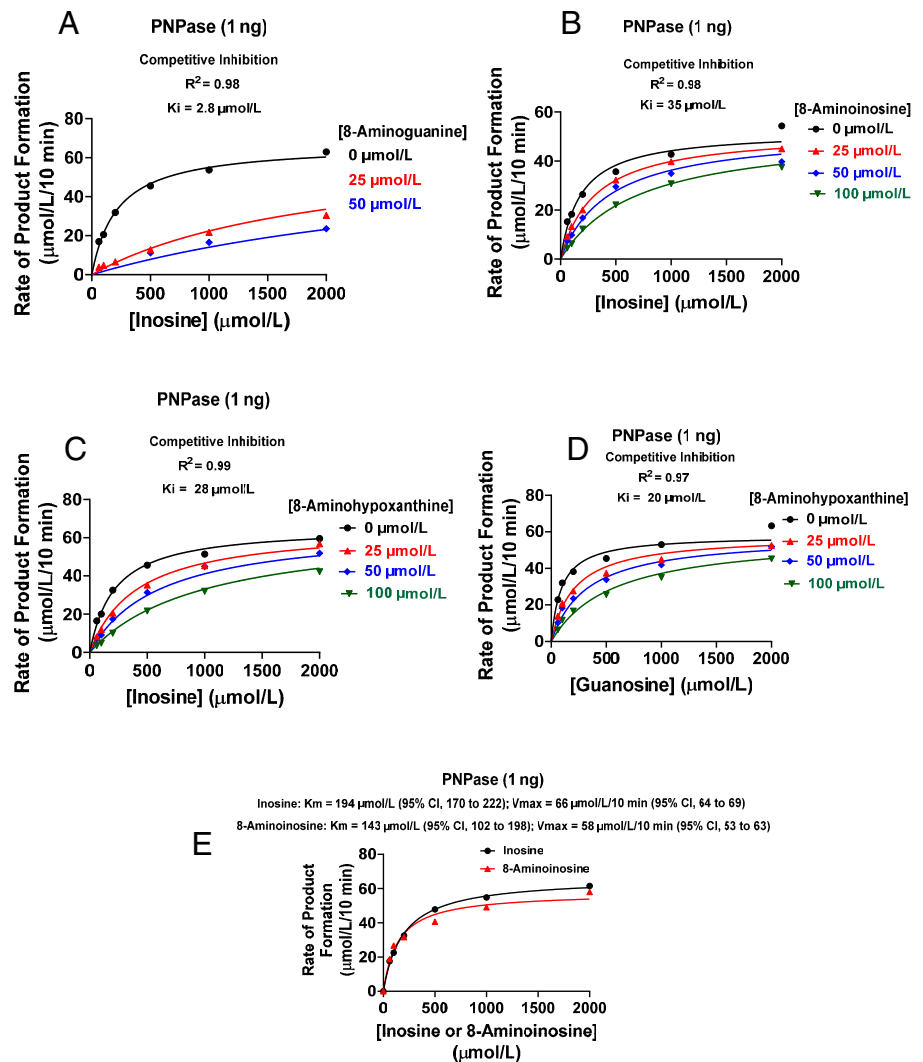 A
PNPase (1 ng)
Competitive Inhibition
R² = 0.98
Ki = 2.8 µmol/L
[8-Aminoguanine]
0 µmol/L
25 µmol/L
50 µmol/L
Rate of Product Formation
(µmol/L/10 min)
80
60
40
20
0
0 500 1000 1500 2000
[Inosine] (µmol/L)
B
PNPase (1 ng)
Competitive Inhibition
R² = 0.98
Ki = 35 µmol/L
[8-Aminoinosine]
0 µmol/L
25 µmol/L
50 µmol/L
100 µmol/L
Rate of Product Formation
(µmol/L/10 min)
60
40
20
0
0 500 1000 1500 2000
[Inosine] (µmol/L)
C
PNPase (1 ng)
Competitive Inhibition
R² = 0.99
Ki = 28 µmol/L
[8-Aminohypoxanthine]
0 µmol/L
25 µmol/L
50 µmol/L
100 µmol/L
Rate of Product Formation
(µmol/L/10 min)
80
60
40
20
0
0 500 1000 1500 2000
[Inosine] (µmol/L)
D
PNPase (1 ng)
Competitive Inhibition
R² = 0.97
Ki = 20 µmol/L
[8-Aminohypoxanthine]
0 µmol/L
25 µmol/L
50 µmol/L
100 µmol/L
Rate of Product Formation
(µmol/L/10 min)
80
60
40
20
0
0 500 1000 1500 2000
[Guanosine] (µmol/L)
E
PNPase (1 ng)
Inosine: Km = 194 µmol/L (95% CI, 170 to 222); Vmax = 66 µmol/L/10 min (95% CI, 64 to 69)
8-Aminoinosine: Km = 143 µmol/L (95% CI, 102 to 198); Vmax = 58 µmol/L/10 min (95% CI, 53 to 63)
Inosine
8-Aminoinosine
Rate of Product
Formation
(µmol/L/10 min)
80
60
40
20
0
0 500 1000 1500 2000
[Inosine or 8-Aminoinosine]
(µmol/L)